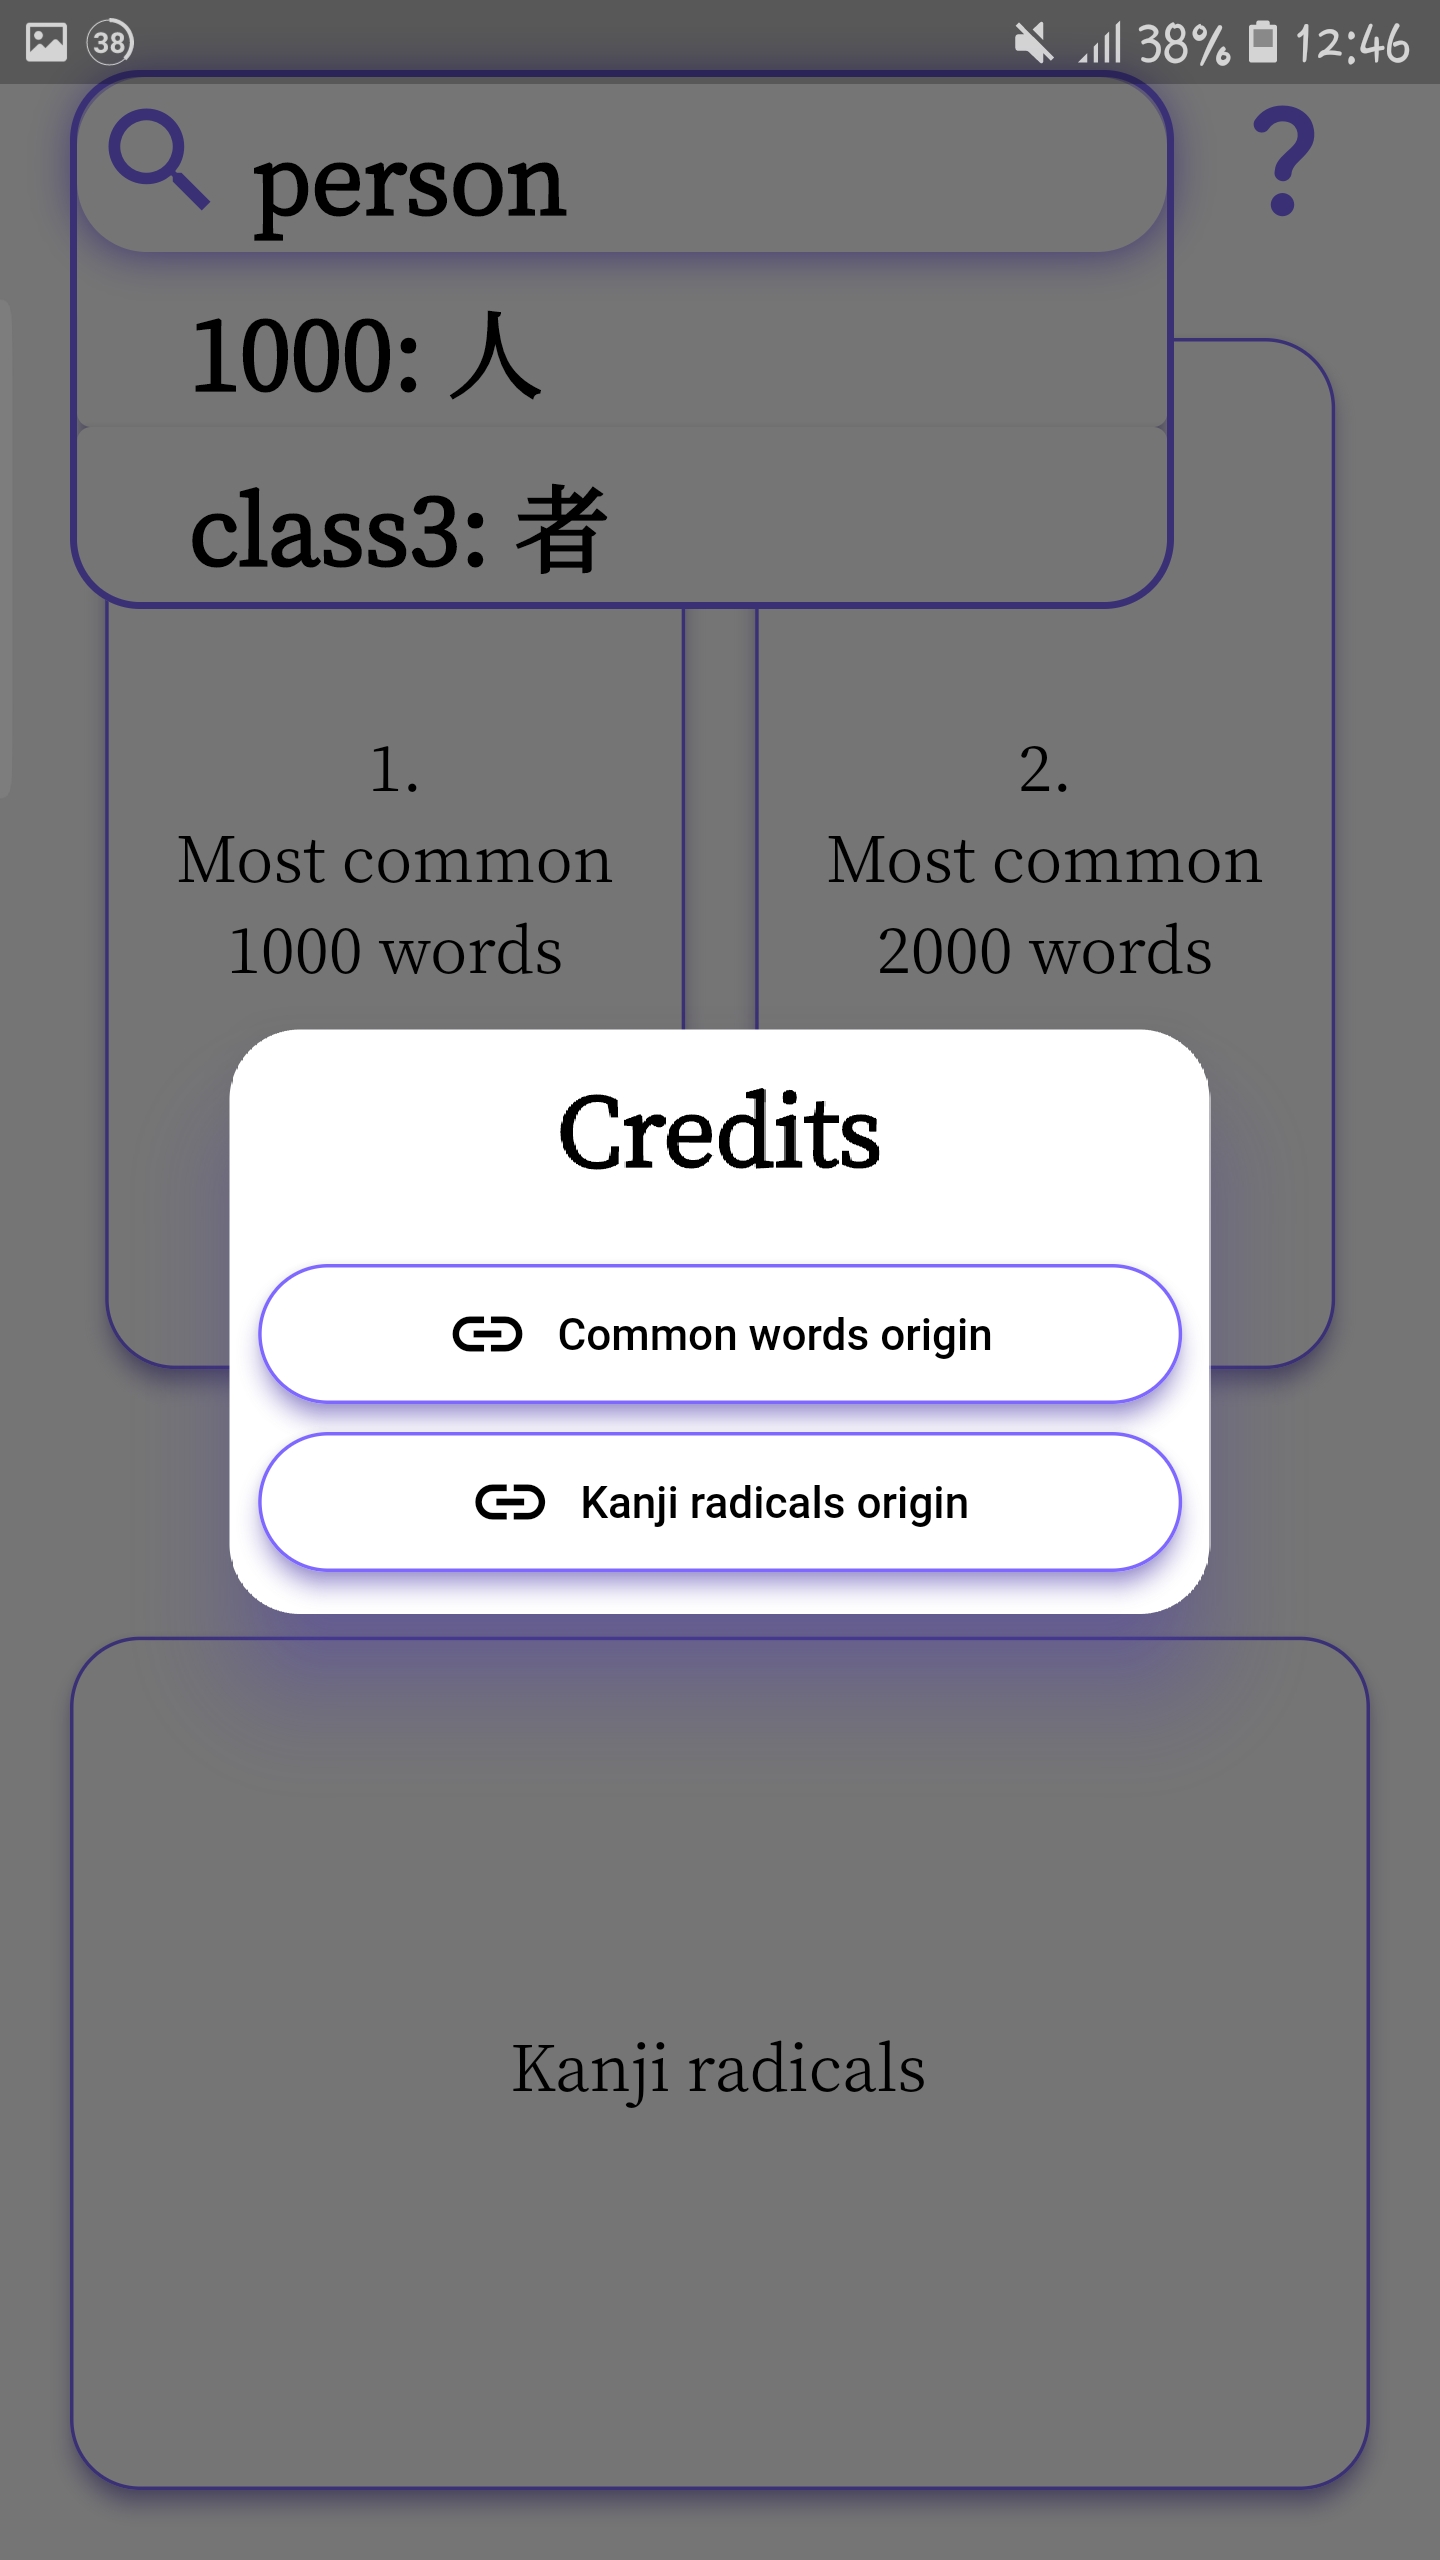 38 38% 12:46
person
?
1000: 人
class3: 者
1.
Most common
1000 words
2.
Most common
2000 words
Credits
Common words origin
Kanji radicals origin
Kanji radicals